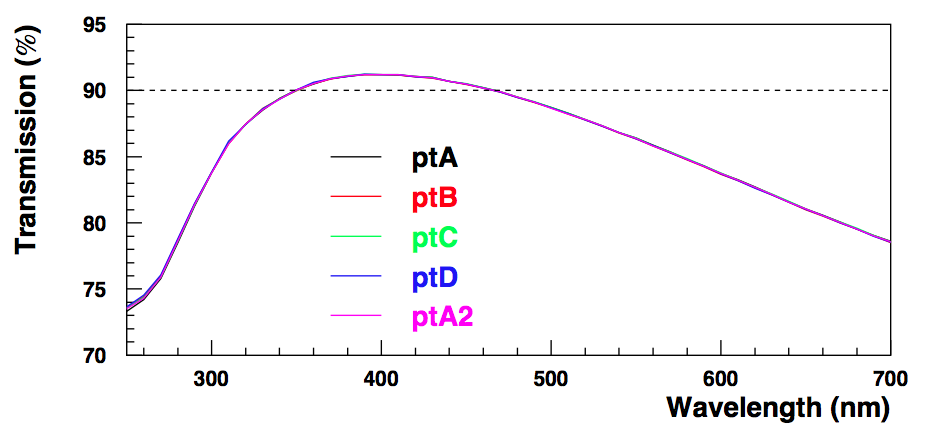 Transmission (%)
95
90
85
80
75
70
ptA
ptB
ptC
ptD
ptA2
300 400 500 600 700
Wavelength (nm)